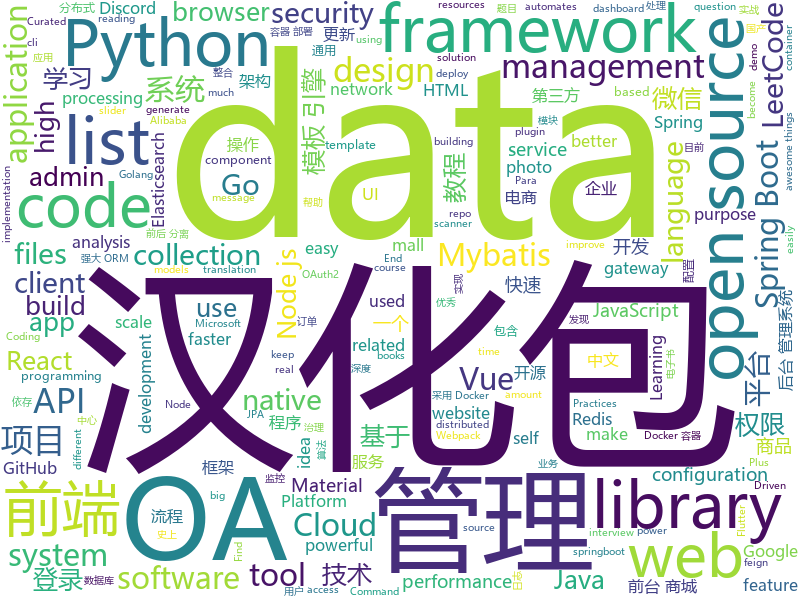 resources
reading
Curated
cli
分布式
Discord
题目
automates
dashboard
处理
实战
国产
容器 部署
files
browser
security
更新
通用
question
Node
应用
Python
framework
整合
using
solution
deploy
demo
container
学习
application
系统
design
management
微信
LeetCode
processing
架构
network
HTML
第三方
slider
Alibaba
generate
much
操作
模板 引擎
based
Spring
plugin
building
模块
become
high
list
data
open source
component
template
service
better
目前
Golang
code
Elasticsearch
教程
photo
电商
企业
language
Spring Boot
awesome things
admin
Go
UI
Para
repo
scanner
purpose
implementation
前后 分离
帮助
message
files
collection
easy
mall
Mybatis
开发
gateway
强大 ORM
models
translation
course
OAuth2
End
improve
client
analysis
汉化包
实现
快速
配置
平台
build
use
Node js
used
一个
JavaScript
发现
easily
Microsoft
订单
优秀
app
scale
faster
related
books
包含
Learning
后台 管理系统
Coding
keep
real
深度
time
React
native
Vue
开源
中文
电子书
programming
development
website
采用 Docker
Practices
依存
API
程序
distributed
amount
Redis
中心
JPA
治理
算法
Webpack
self
make
Docker 容器
different
项目
idea
基于
服务
权限
GitHub
框架
Material
管理
商品
前端
OA
library
configuration
Plus
数据库
监控
业务
Driven
流程
Platform
big
Cloud
source
interview
power
web
springboot
Google
system
史上
powerful
flutter
feign
登录
software
tool
技术
performance
Java
前台 商城
feature
Find
用户
access
日志
Command